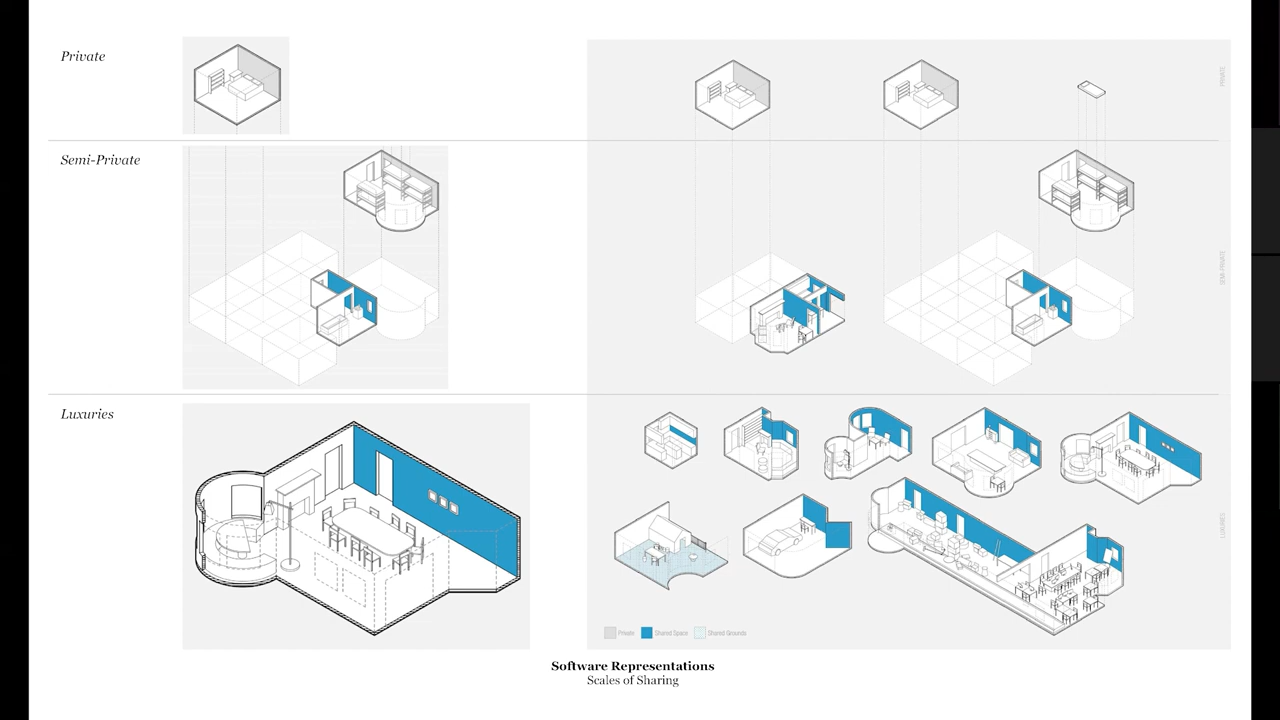 Private
PRIVATE
Semi-Private
SEMI-PRIVATE
Luxuries
LUXURIES
Private
Shared Space
Shared Grounds
Software Representations
Scales of Sharing